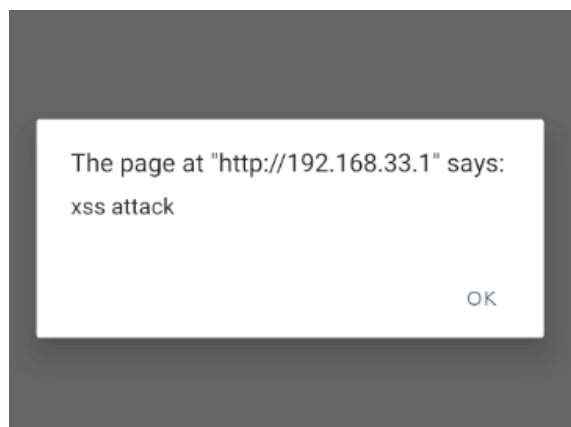 The page at "http://192.168.33.1" says:
xss attack
OK